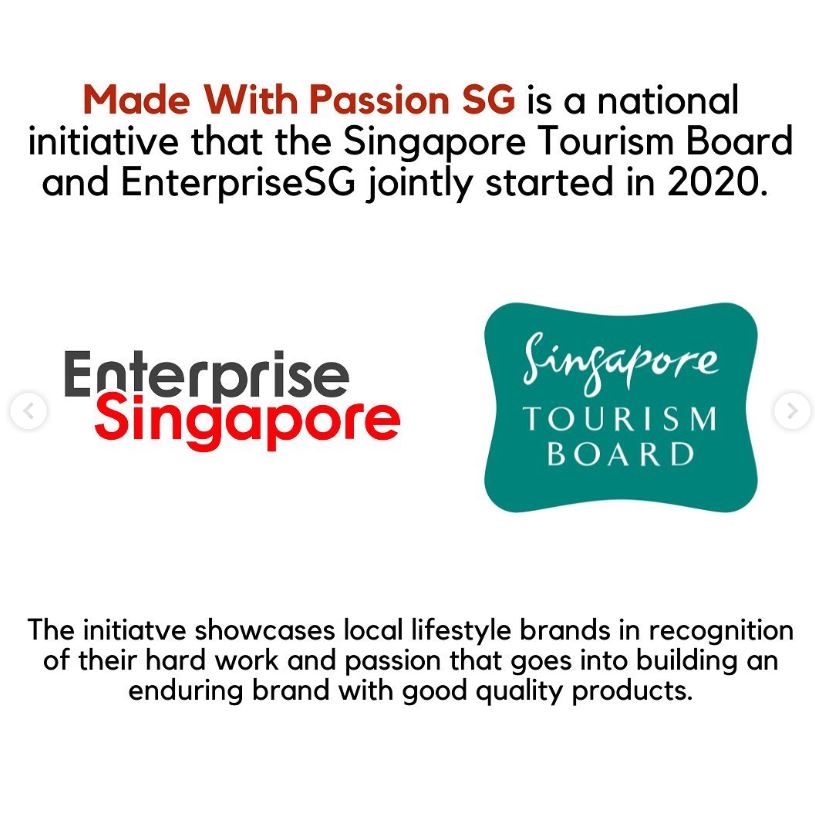 Made With Passion SG is a national
initiative that the Singapore Tourism Board
and EnterpriseSG jointly started in 2020.
Enterprise
Singapore
Singapore
TOURISM
BOARD
The initiatve showcases local lifestyle brands in recognition
of their hard work and passion that goes into building an
enduring brand with good quality products.